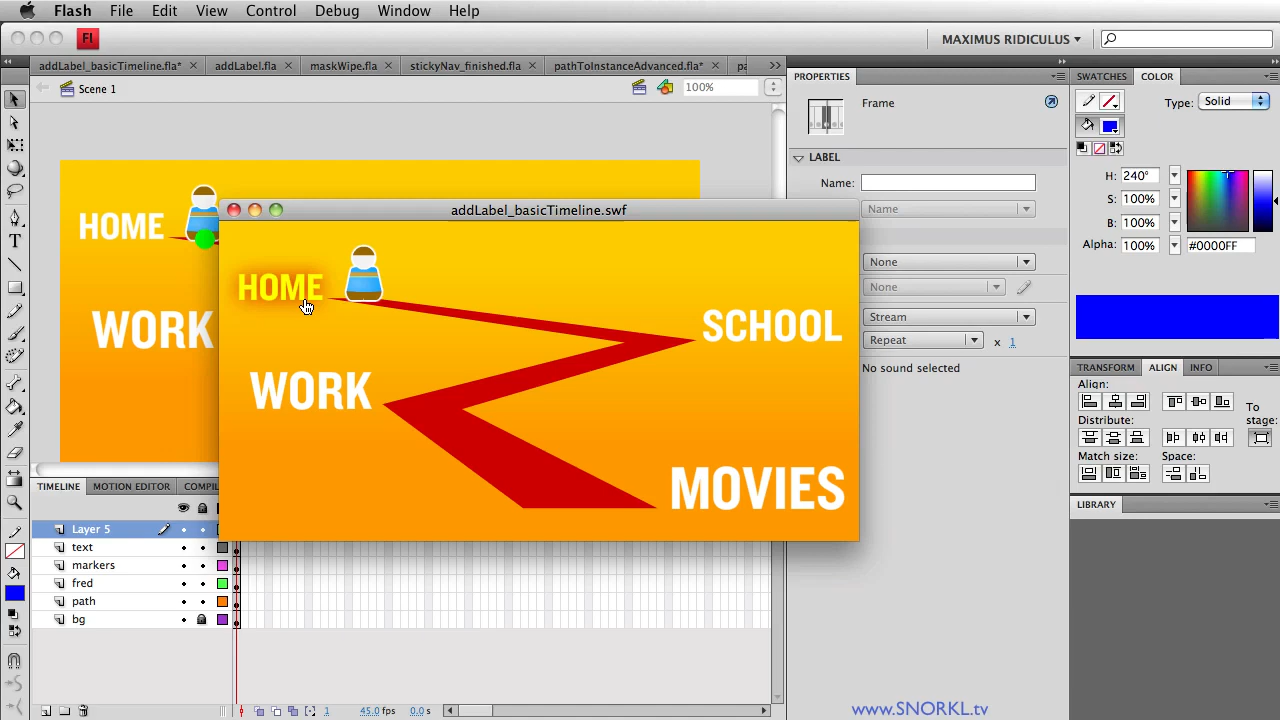 Flash File Edit View Control Debug Window Help
Fl MAXIMUS RIDICULUS
addLabel_basicTimeline.fla* × addLabel.fla × maskWipe.fla × stickyNav_finished.fla × pathToInstanceAdvanced.fla* × pa
Scene 1 100%
HOME
WORK
addLabel_basicTimeline.swf
HOME
SCHOOL
WORK
MOVIES
PROPERTIES
Frame
LABEL
Name:
Name
None
None
Stream
Repeat x 1
No sound selected
SWATCHES COLOR
Type: Solid
H: 240°
S: 100%
B: 100%
Alpha: 100% #0000FF
TRANSFORM ALIGN INFO
Align:
To
stage:
Distribute:
Match size: Space:
LIBRARY
TIMELINE MOTION EDITOR COMPIL
Layer 5
text
markers
fred
path
bg
1 45.0 fps 0.0 s
www.SNORKL.tv